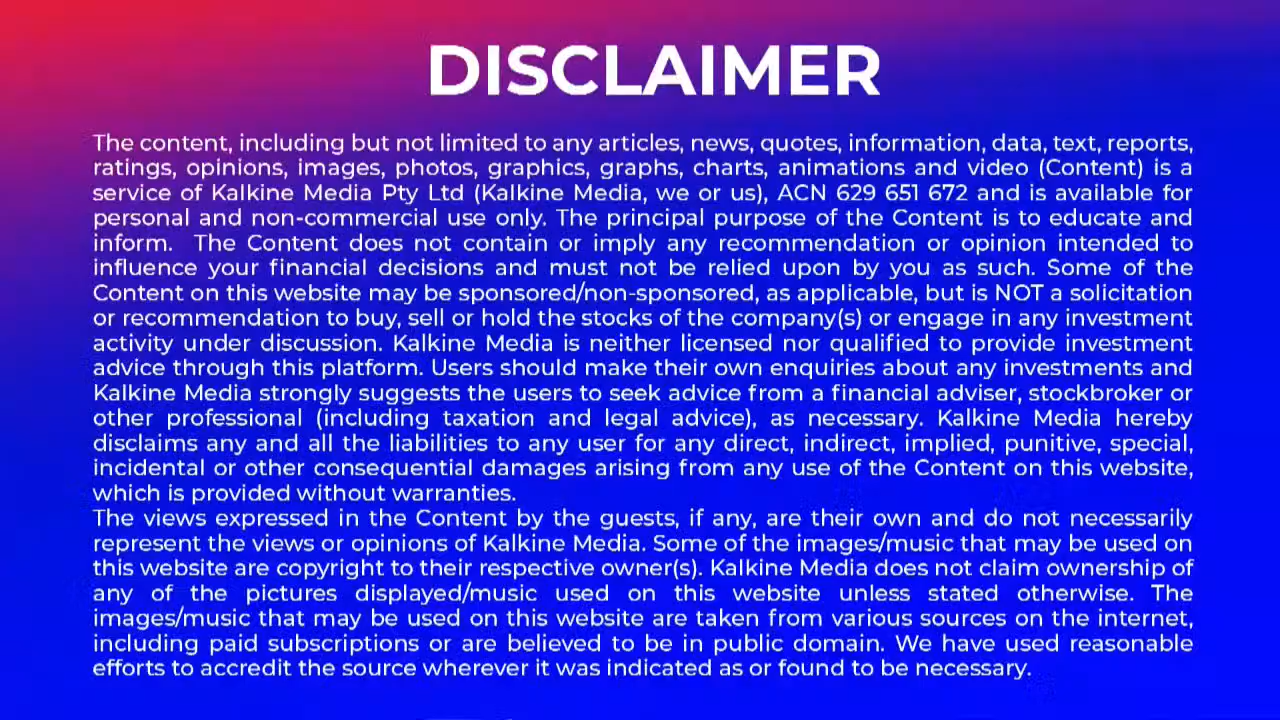 DISCLAIMER
The content, including but not limited to any articles, news, quotes, information, data, text, reports,
ratings, opinions, images, photos, graphics, graphs, charts, animations and video (Content) is a
service of Kalkine Media Pty Ltd (Kalkine Media, we or us), ACN 629 651 672 and is available for
personal and non-commercial use only. The principal purpose of the Content is to educate and
inform.  The Content does not contain or imply any recommendation or opinion intended to
influence your financial decisions and must not be relied upon by you as such. Some of the
Content on this website may be sponsored/non-sponsored, as applicable, but is NOT a solicitation
or recommendation to buy, sell or hold the stocks of the company(s) or engage in any investment
activity under discussion. Kalkine Media is neither licensed nor qualified to provide investment
advice through this platform. Users should make their own enquiries about any investments and
Kalkine Media strongly suggests the users to seek advice from a financial adviser, stockbroker or
other professional (including taxation and legal advice), as necessary. Kalkine Media hereby
disclaims any and all the liabilities to any user for any direct, indirect, implied, punitive, special,
incidental or other consequential damages arising from any use of the Content on this website,
which is provided without warranties.
The views expressed in the Content by the guests, if any, are their own and do not necessarily
represent the views or opinions of Kalkine Media. Some of the images/music that may be used on
this website are copyright to their respective owner(s). Kalkine Media does not claim ownership of
any of the pictures displayed/music used on this website unless stated otherwise. The
images/music that may be used on this website are taken from various sources on the internet,
including paid subscriptions or are believed to be in public domain. We have used reasonable
efforts to accredit the source wherever it was indicated as or found to be necessary.